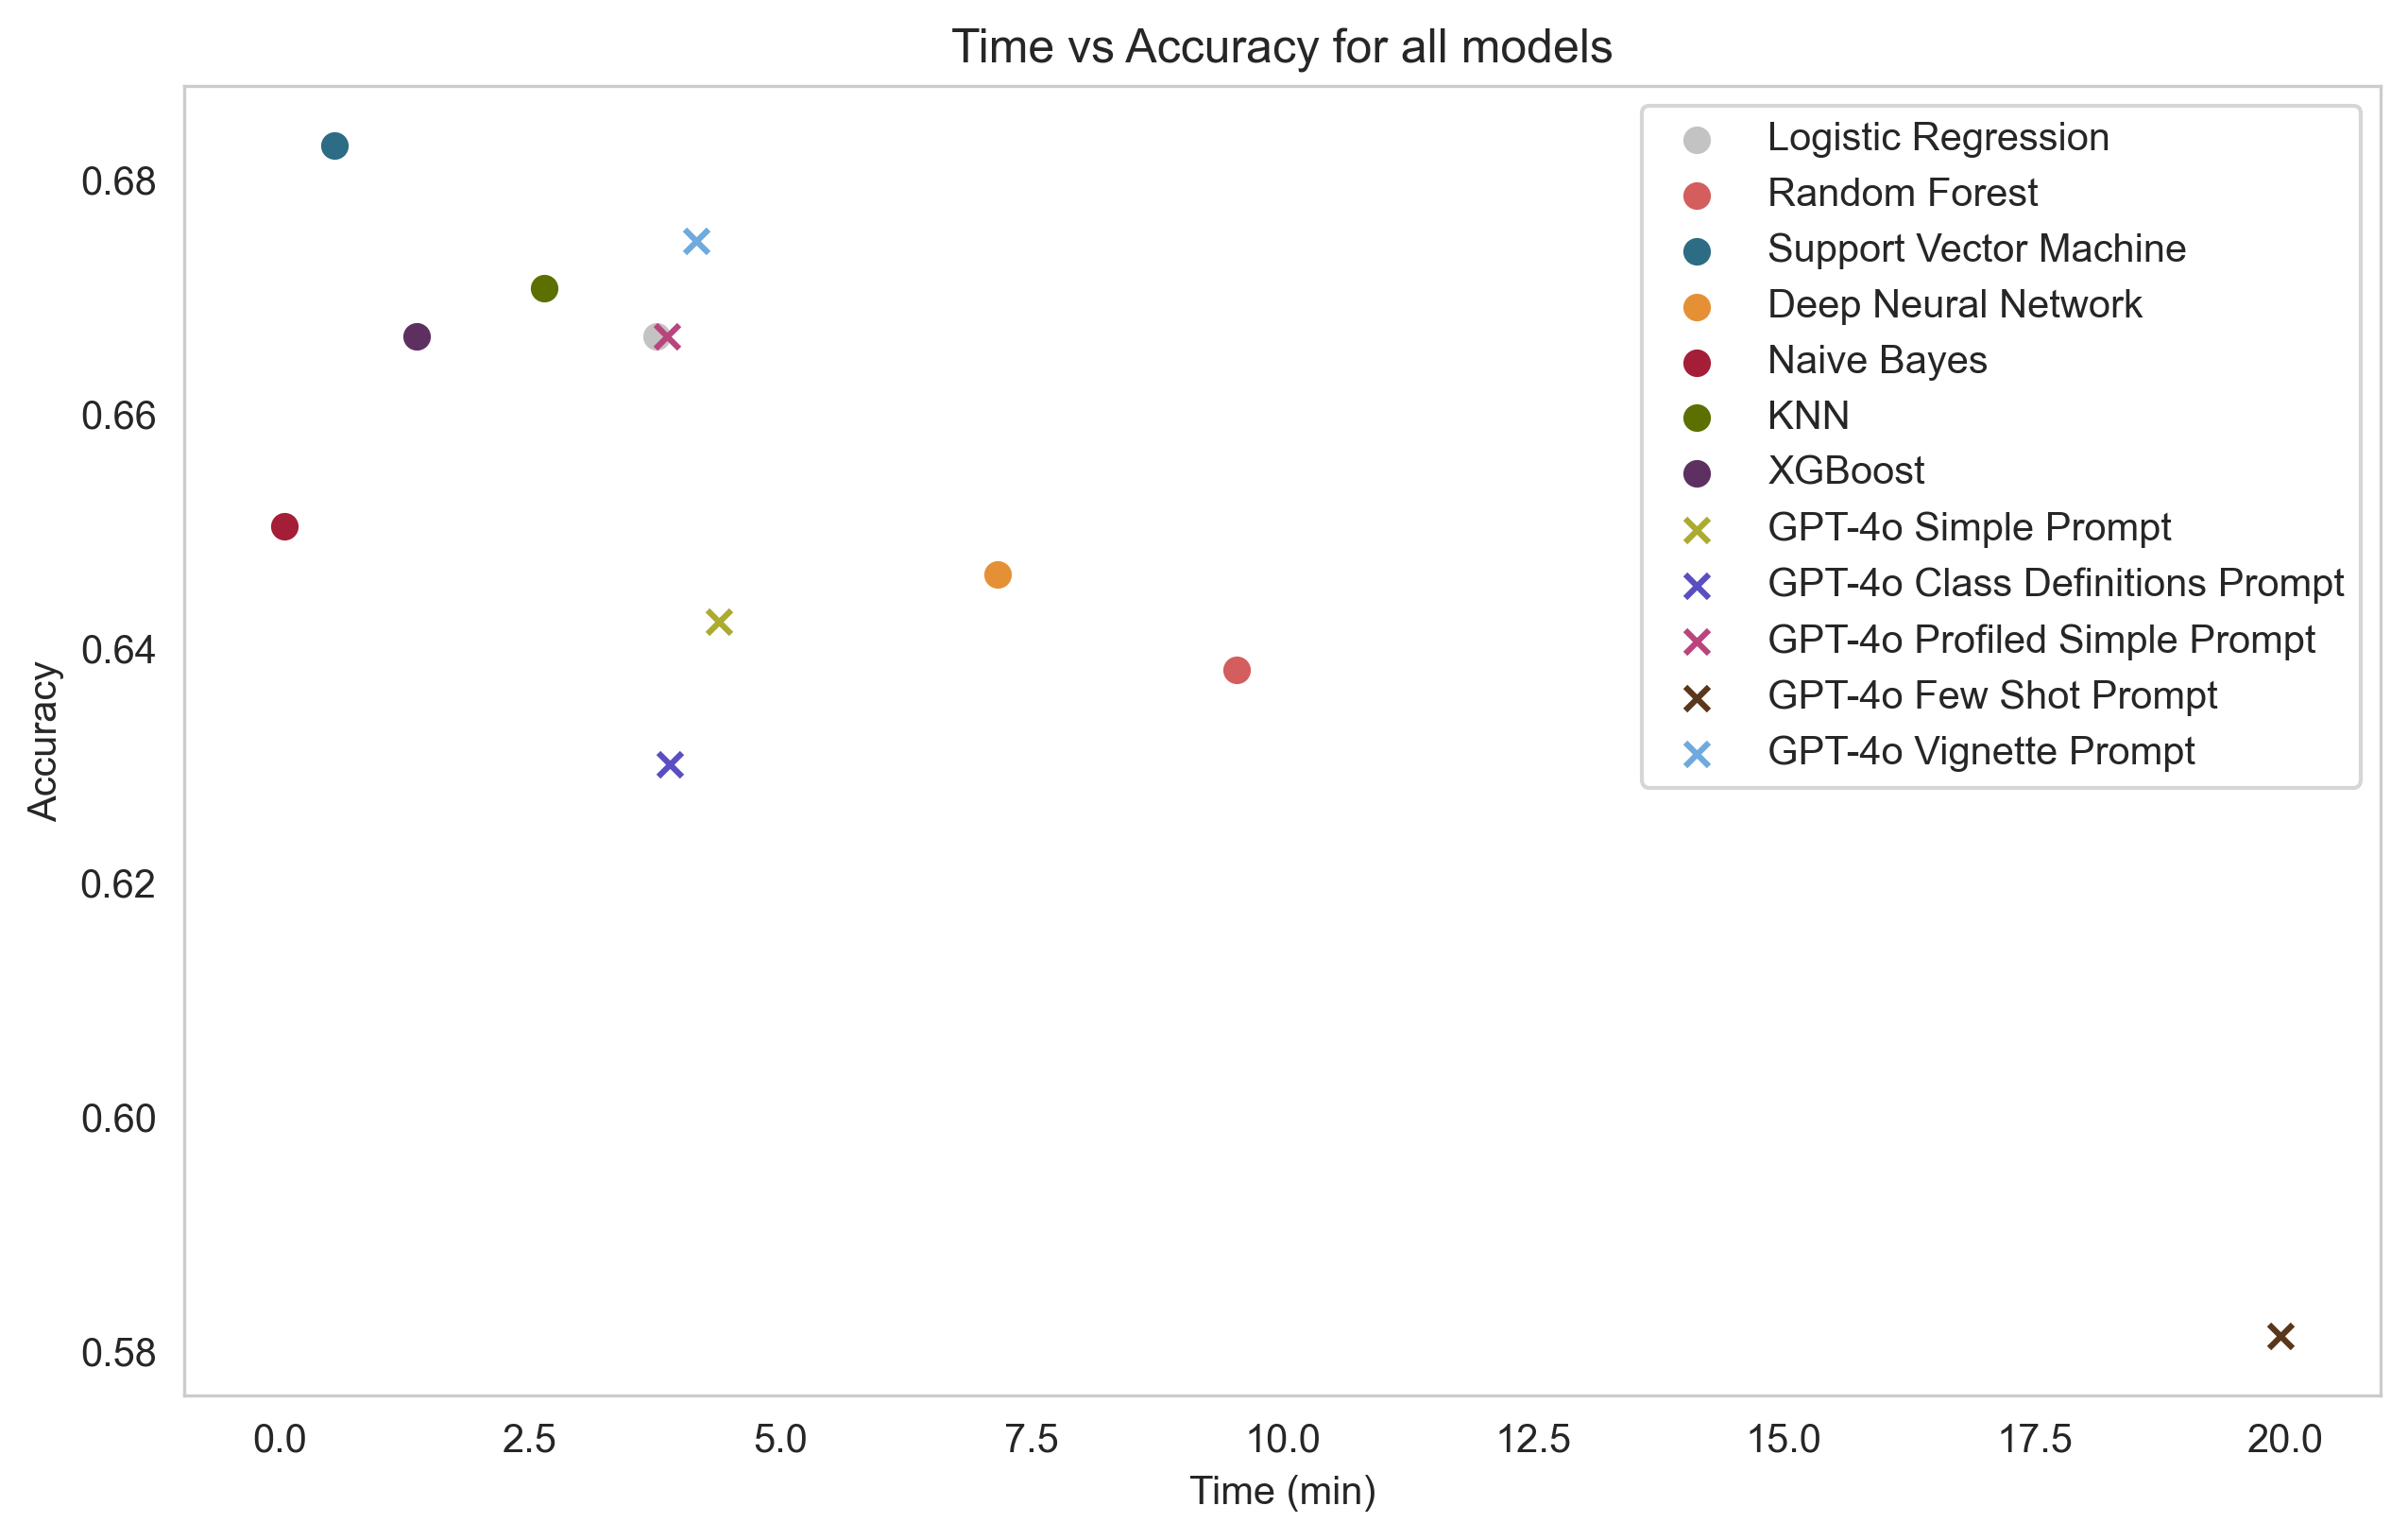 Time vs Accuracy for all models
0.68
0.66
0.64
0.62
0.60
0.58
Accuracy
Logistic Regression
Random Forest
Support Vector Machine
Deep Neural Network
Naive Bayes
KNN
XGBoost
GPT-4o Simple Prompt
GPT-4o Class Definitions Prompt
GPT-4o Profiled Simple Prompt
GPT-4o Few Shot Prompt
GPT-4o Vignette Prompt
0.0 2.5 5.0 7.5 10.0 12.5 15.0 17.5 20.0
Time (min)